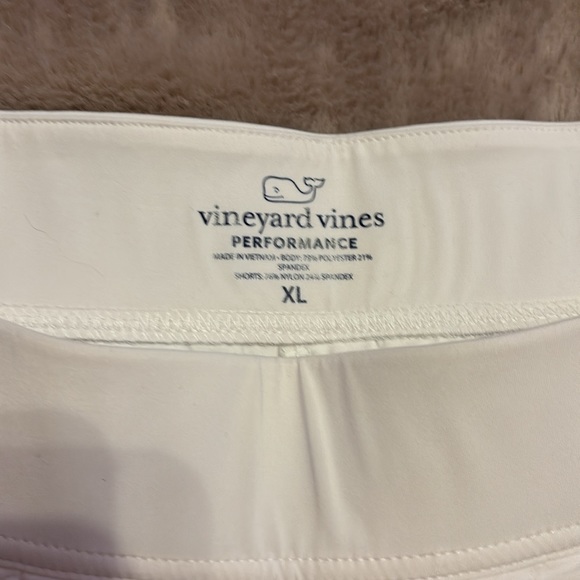 vineyard vines
PERFORMANCE
MADE IN VIETNAM • BODY: 79% POLYESTER 21%
SPANDEX
SHORTS: 76% NYLON 24% SPANDEX
XL